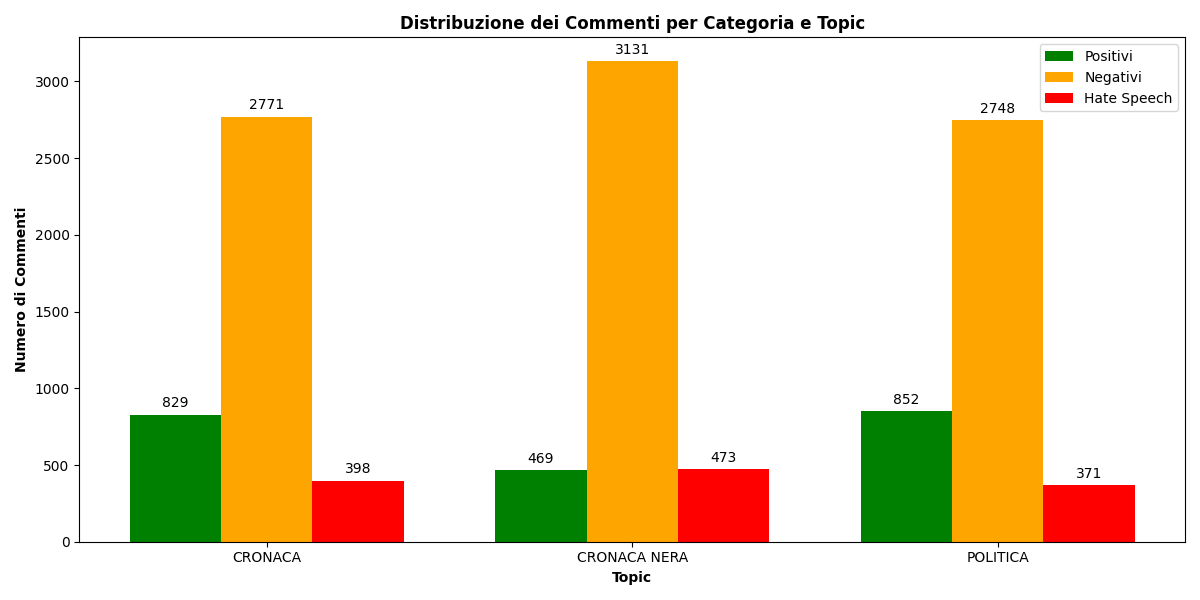 Distribuzione dei Commenti per Categoria e Topic
Positivi
Negativi
Hate Speech
Numero di Commenti
3000
2500
2000
1500
1000
500
0
829
2771
398
469
3131
473
852
2748
371
CRONACA
CRONACA NERA
POLITICA
Topic